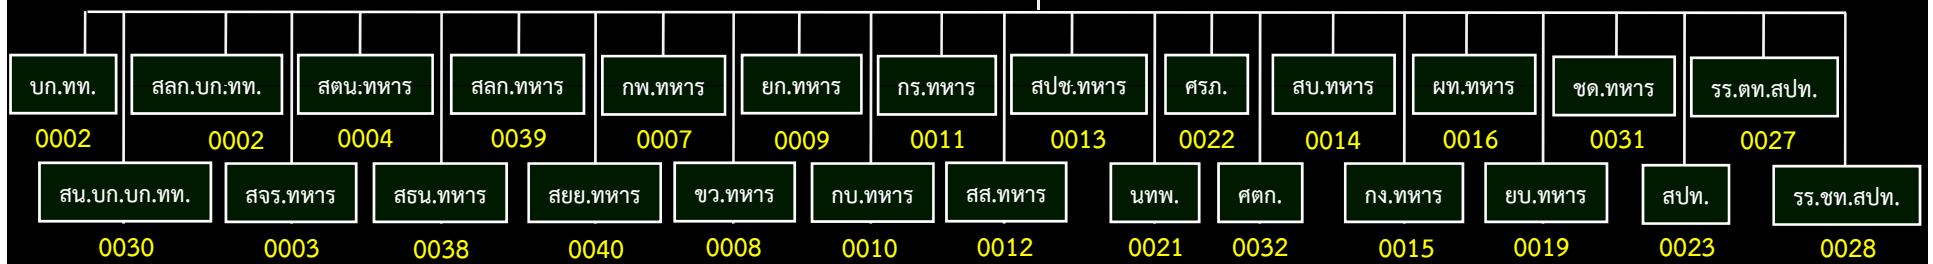 บก.ทท. สลก.บก.ทท. สตน.ทหาร สลก.ทหาร กพ.ทหาร ยก.ทหาร กร.ทหาร สปช.ทหาร ศรภ. สบ.ทหาร ผท.ทหาร ชด.ทหาร รร.ตท.สปท.
0002 0002 0004 0039 0007 0009 0011 0013 0022 0014 0016 0031 0027
สน.บก.บก.ทท. สจร.ทหาร สธน.ทหาร สยย.ทหาร ขว.ทหาร กบ.ทหาร สส.ทหาร นทพ. ศตก. กง.ทหาร ยบ.ทหาร สปท. รร.ชท.สปท.
0030 0003 0038 0040 0008 0010 0012 0021 0032 0015 0019 0023 0028